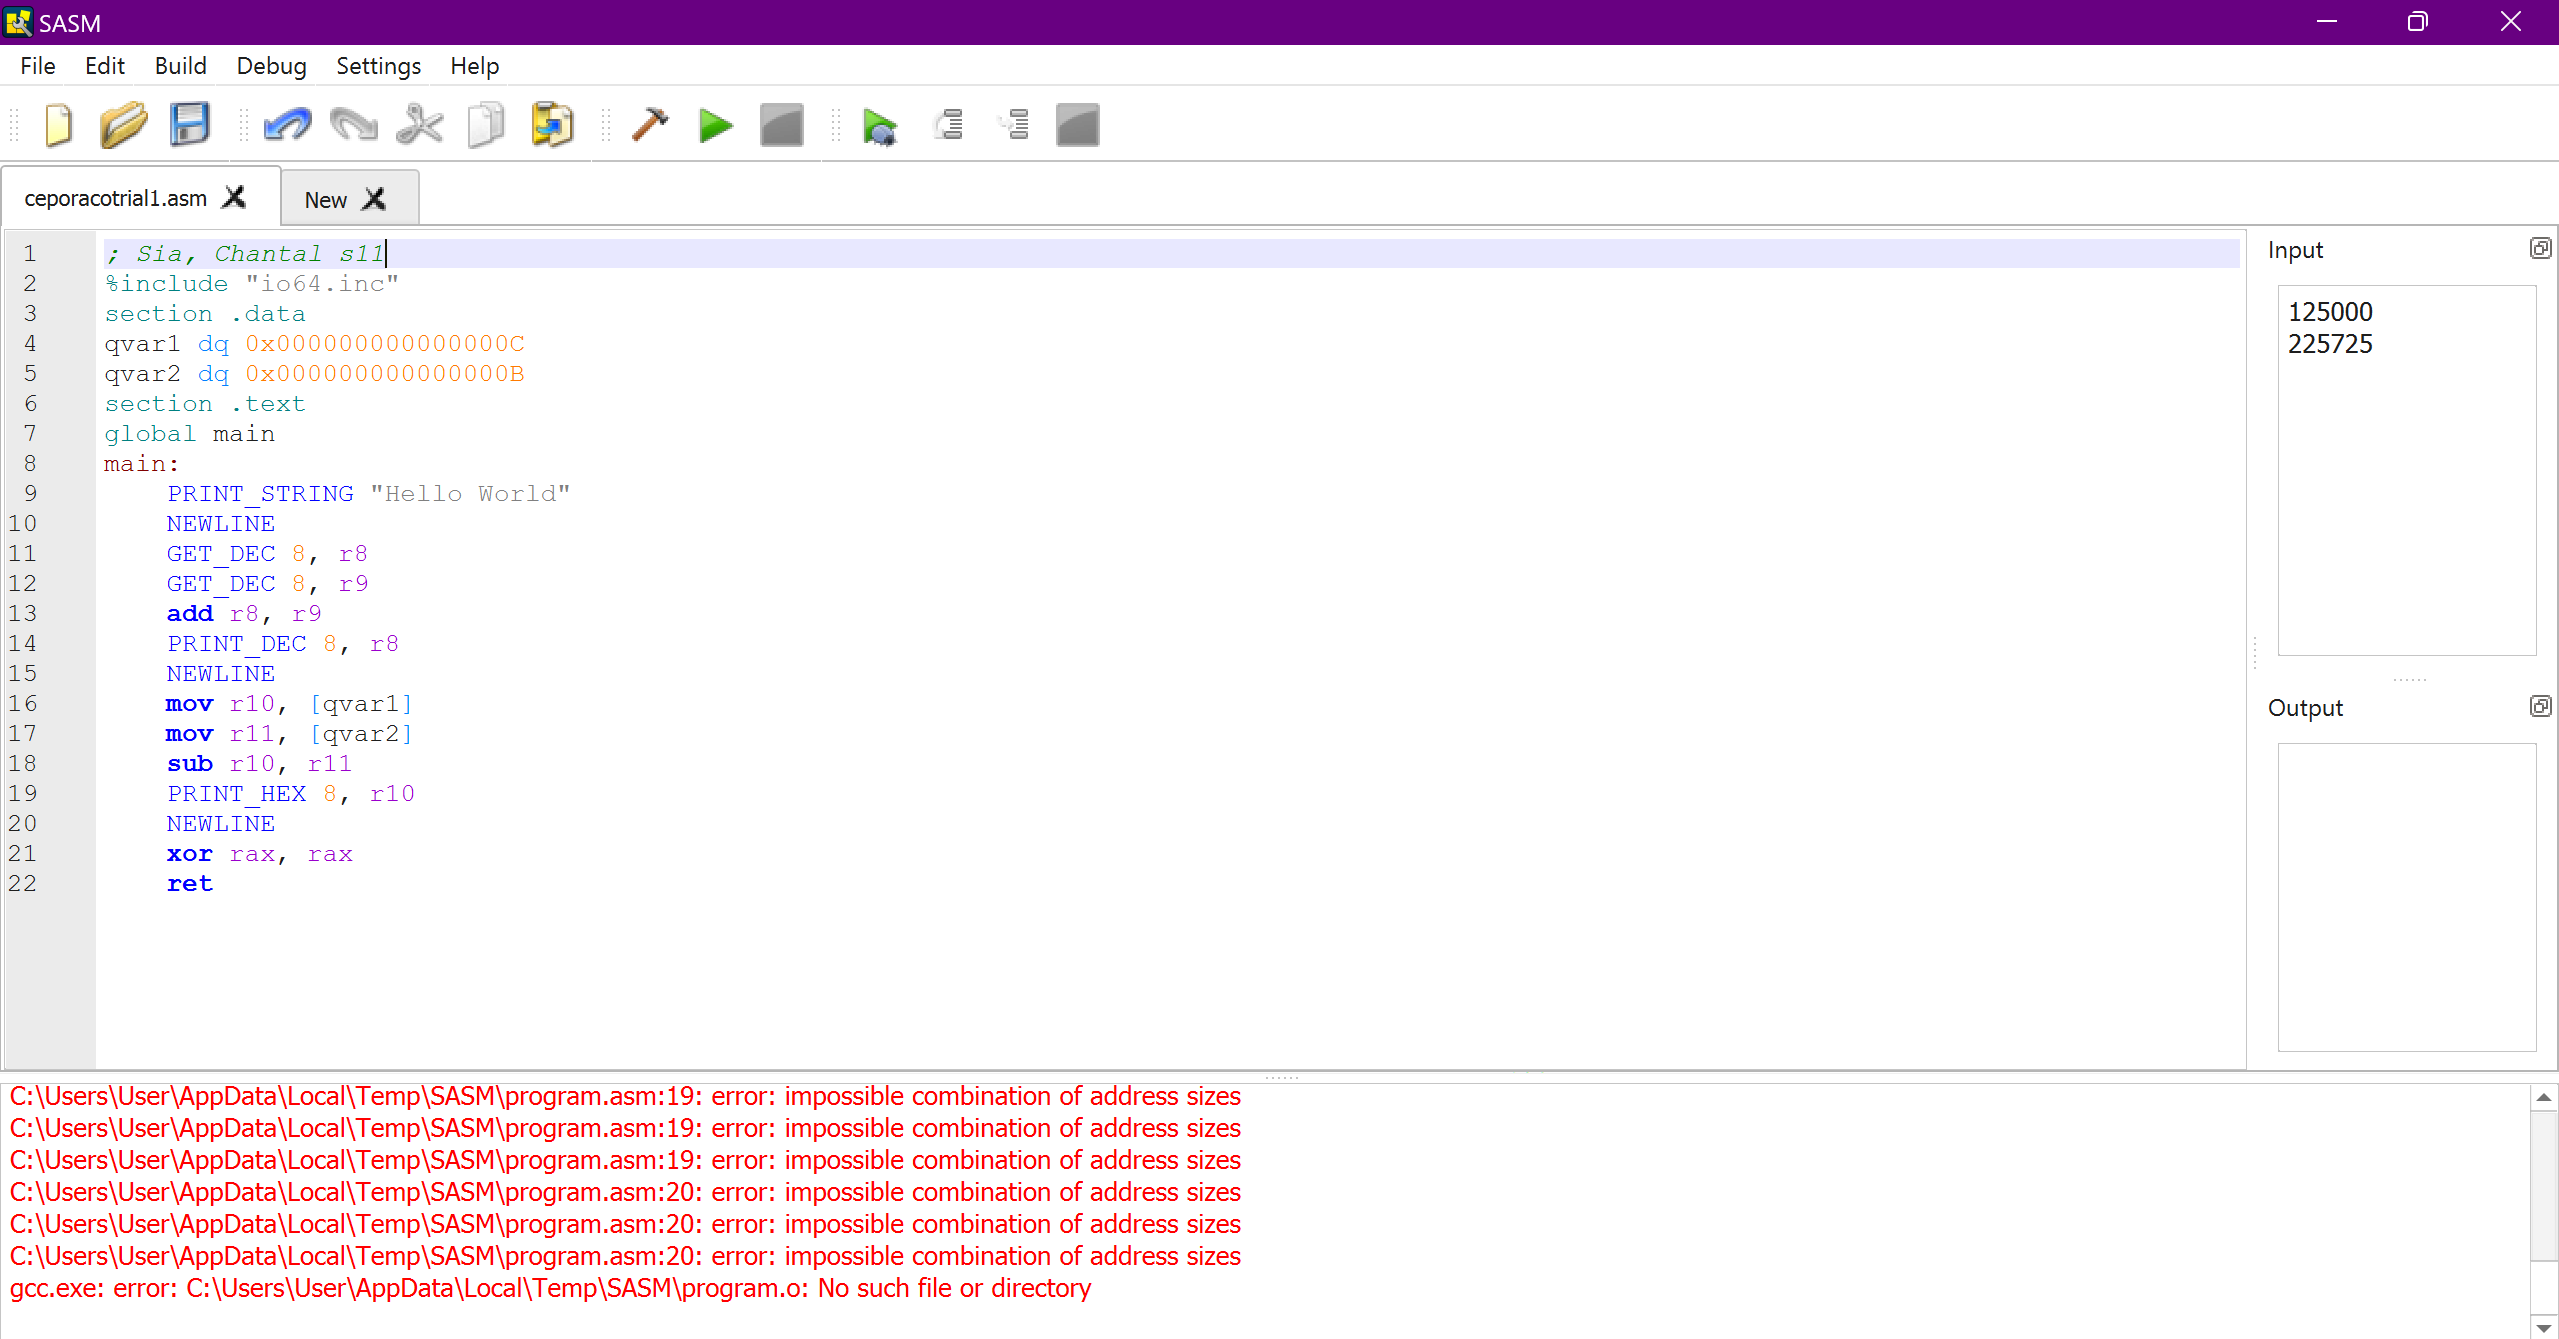 SASM
File Edit Build Debug Settings Help
ceporacotrial1.asm New
1 ; Sia, Chantal s11
2 %include "io64.inc"
3 section .data
4 qvar1 dq 0x000000000000000C
5 qvar2 dq 0x000000000000000B
6 section .text
7 global main
8 main:
9 PRINT_STRING "Hello World"
10 NEWLINE
11 GET_DEC 8, r8
12 GET_DEC 8, r9
13 add r8, r9
14 PRINT_DEC 8, r8
15 NEWLINE
16 mov r10, [qvar1]
17 mov r11, [qvar2]
18 sub r10, r11
19 PRINT_HEX 8, r10
20 NEWLINE
21 xor rax, rax
22 ret
Input
125000
225725
Output
C:\Users\User\AppData\Local\Temp\SASM\program.asm:19: error: impossible combination of address sizes
C:\Users\User\AppData\Local\Temp\SASM\program.asm:19: error: impossible combination of address sizes
C:\Users\User\AppData\Local\Temp\SASM\program.asm:19: error: impossible combination of address sizes
C:\Users\User\AppData\Local\Temp\SASM\program.asm:20: error: impossible combination of address sizes
C:\Users\User\AppData\Local\Temp\SASM\program.asm:20: error: impossible combination of address sizes
C:\Users\User\AppData\Local\Temp\SASM\program.asm:20: error: impossible combination of address sizes
gcc.exe: error: C:\Users\User\AppData\Local\Temp\SASM\program.o: No such file or directory